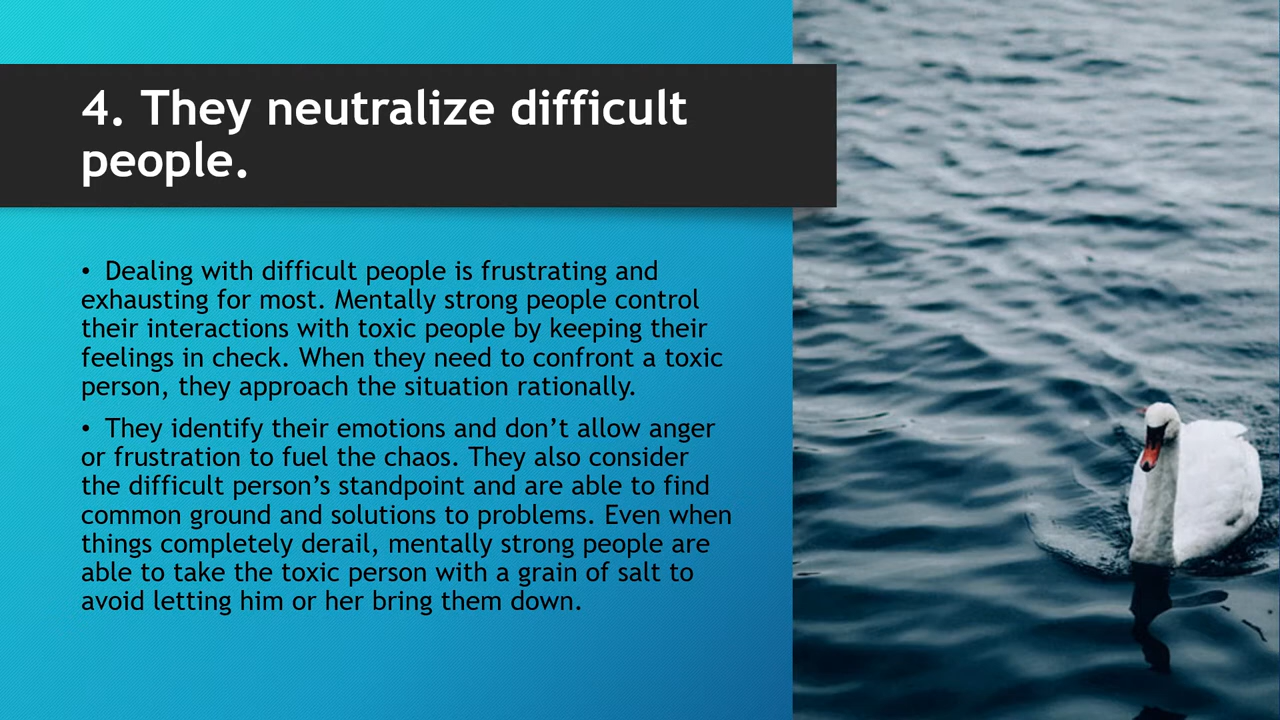 4. They neutralize difficult
people.
• Dealing with difficult people is frustrating and
exhausting for most. Mentally strong people control
their interactions with toxic people by keeping their
feelings in check. When they need to confront a toxic
person, they approach the situation rationally.
• They identify their emotions and don’t allow anger
or frustration to fuel the chaos. They also consider
the difficult person’s standpoint and are able to find
common ground and solutions to problems. Even when
things completely derail, mentally strong people are
able to take the toxic person with a grain of salt to
avoid letting him or her bring them down.